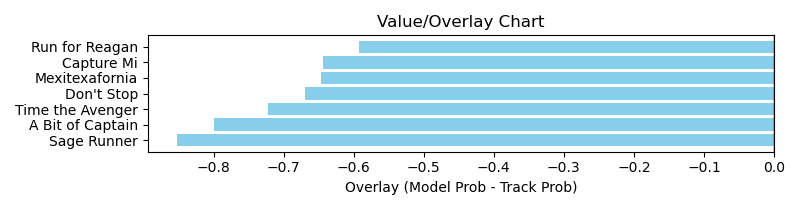 Value/Overlay Chart
Run for Reagan
Capture Mi
Mexitexafornia
Don't Stop
Time the Avenger
A Bit of Captain
Sage Runner
−0.8 −0.7 −0.6 −0.5 −0.4 −0.3 −0.2 −0.1 0.0
Overlay (Model Prob - Track Prob)